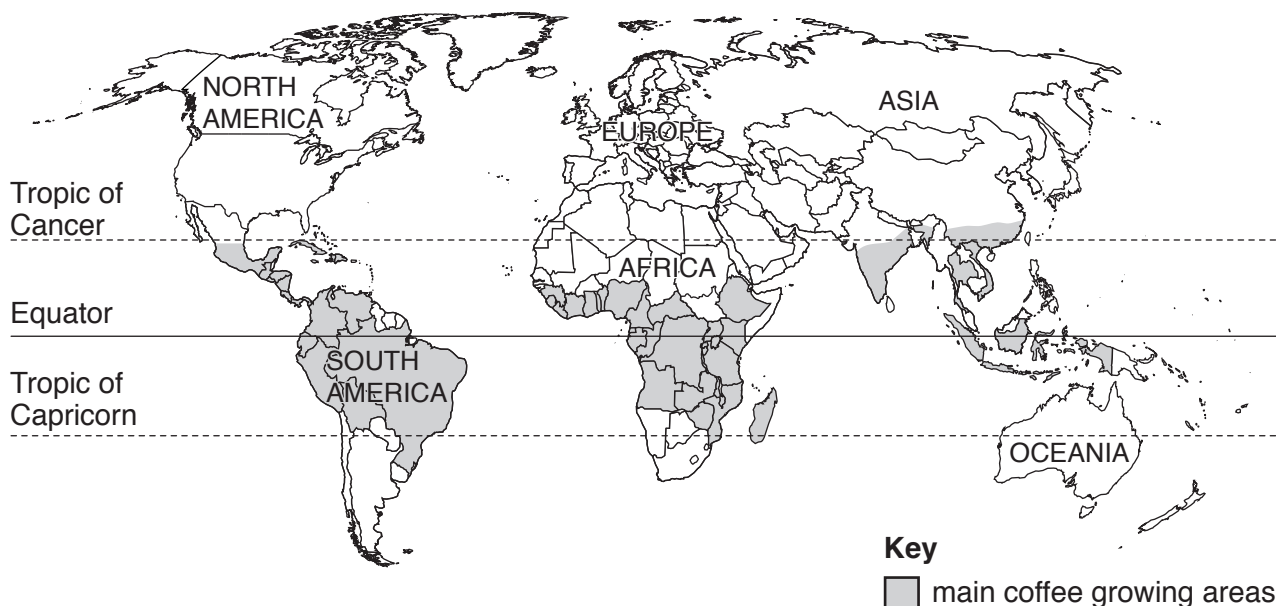 NORTH
AMERICA
ASIA
EUROPE
Tropic of
Cancer
AFRICA
Equator
SOUTH
AMERICA
Tropic of
Capricorn
OCEANIA
Key
main coffee growing areas